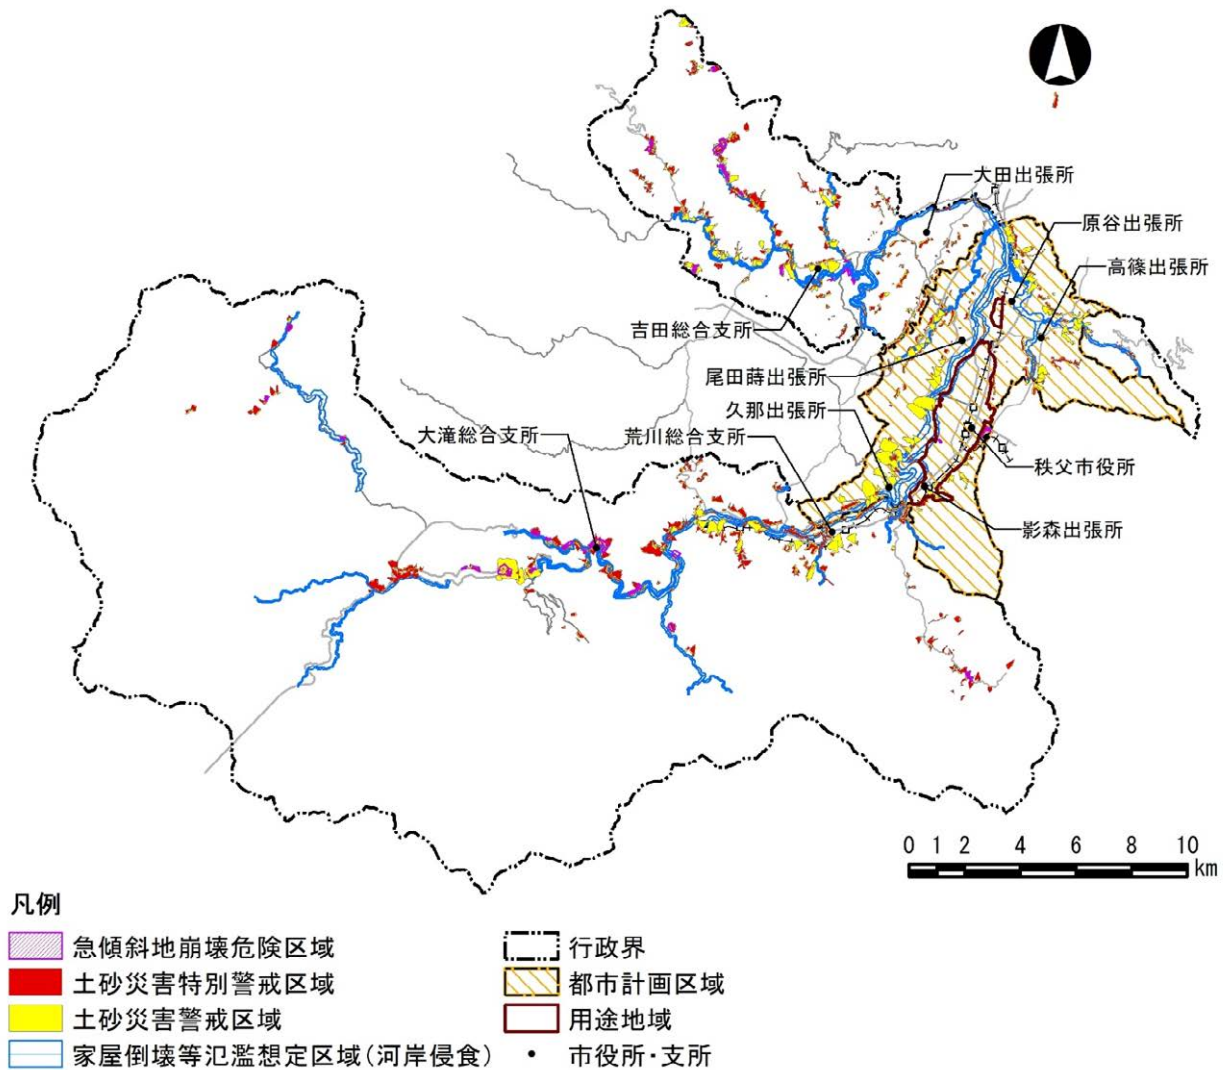 大田出張所
原谷出張所
高篠出張所
吉田総合支所
尾田蒔出張所
久那出張所
大滝総合支所
荒川総合支所
秩父市役所
影森出張所
0 1 2 4 6 8 10
km
凡例
急傾斜地崩壊危険区域
土砂災害特別警戒区域
土砂災害警戒区域
家屋倒壊等氾濫想定区域(河岸侵食)
行政界
都市計画区域
用途地域
市役所・支所